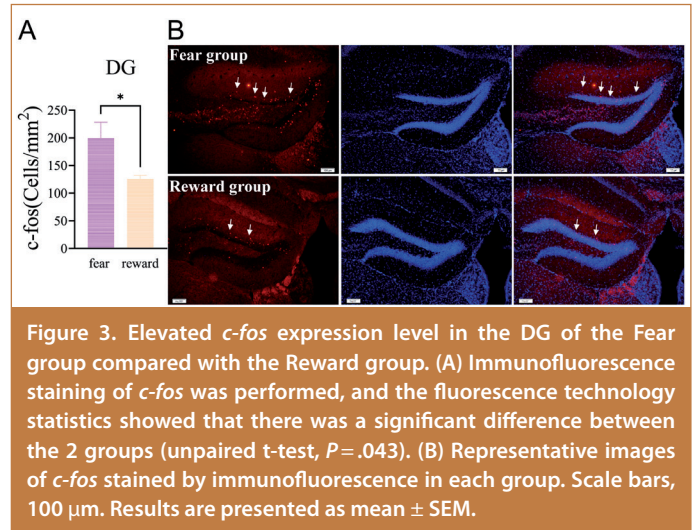 A
B
DG
*
c-fos(Cells/mm²)
250
200
150
100
50
0
fear reward
Fear group
Reward group
Figure 3. Elevated c-fos expression level in the DG of the Fear
group compared with the Reward group. (A) Immunofluorescence
staining of c-fos was performed, and the fluorescence technology
statistics showed that there was a significant difference between
the 2 groups (unpaired t-test, P=.043). (B) Representative images
of c-fos stained by immunofluorescence in each group. Scale bars,
100 μm. Results are presented as mean ± SEM.